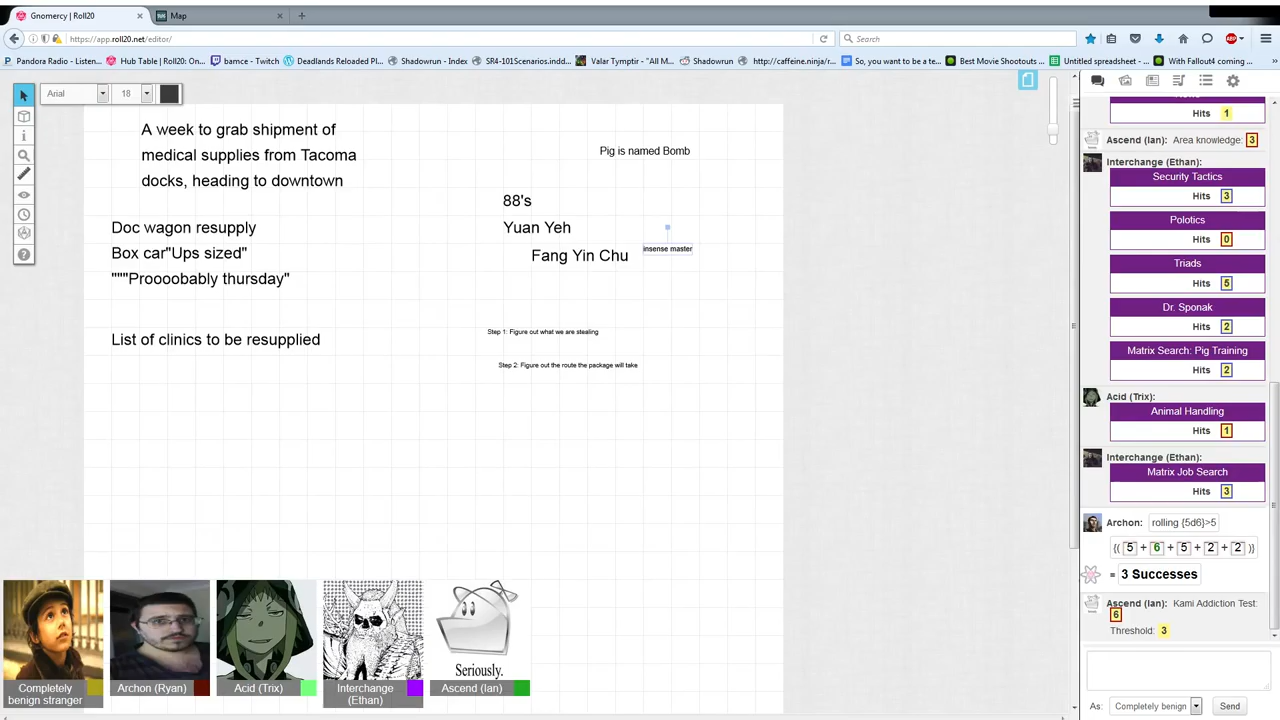 Gnomercy | Roll20
Map
https://app.roll20.net/editor/
Search
Pandora Radio - Listen...
Hub Table | Roll20: On...
bamce - Twitch
Deadlands Reloaded Pl...
Shadowrun - Index
SR4-101Scenarios.indd...
Valar Tymptir - "All M...
Shadowrun
http://caffeine.ninja/r...
So, you want to be a te...
Best Movie Shootouts ...
Untitled spreadsheet - ...
With Fallout4 coming ...
Arial
18
A week to grab shipment of
medical supplies from Tacoma
docks, heading to downtown
Pig is named Bomb
88's
Yuan Yeh
Fang Yin Chu
insense master
Doc wagon resupply
Box car"Ups sized"
"""Proooobably thursday"
List of clinics to be resupplied
Step 1: Figure out what we are stealing
Step 2: Figure out the route the package will take
Hits 1
Ascend (Ian): Area knowledge: 3
Interchange (Ethan):
Security Tactics
Hits 3
Polotics
Hits 0
Triads
Hits 5
Dr. Sponak
Hits 2
Matrix Search: Pig Training
Hits 2
Acid (Trix):
Animal Handling
Hits 1
Interchange (Ethan):
Matrix Job Search
Hits 3
Archon: rolling {5d6}>5
{( 5 + 6 + 5 + 2 + 2 )}
= 3 Successes
Ascend (Ian): Kami Addiction Test:
6
Threshold: 3
As: Completely benign
Send
Completely
benign stranger
Archon (Ryan)
Acid (Trix)
Interchange
(Ethan)
Seriously.
Ascend (Ian)